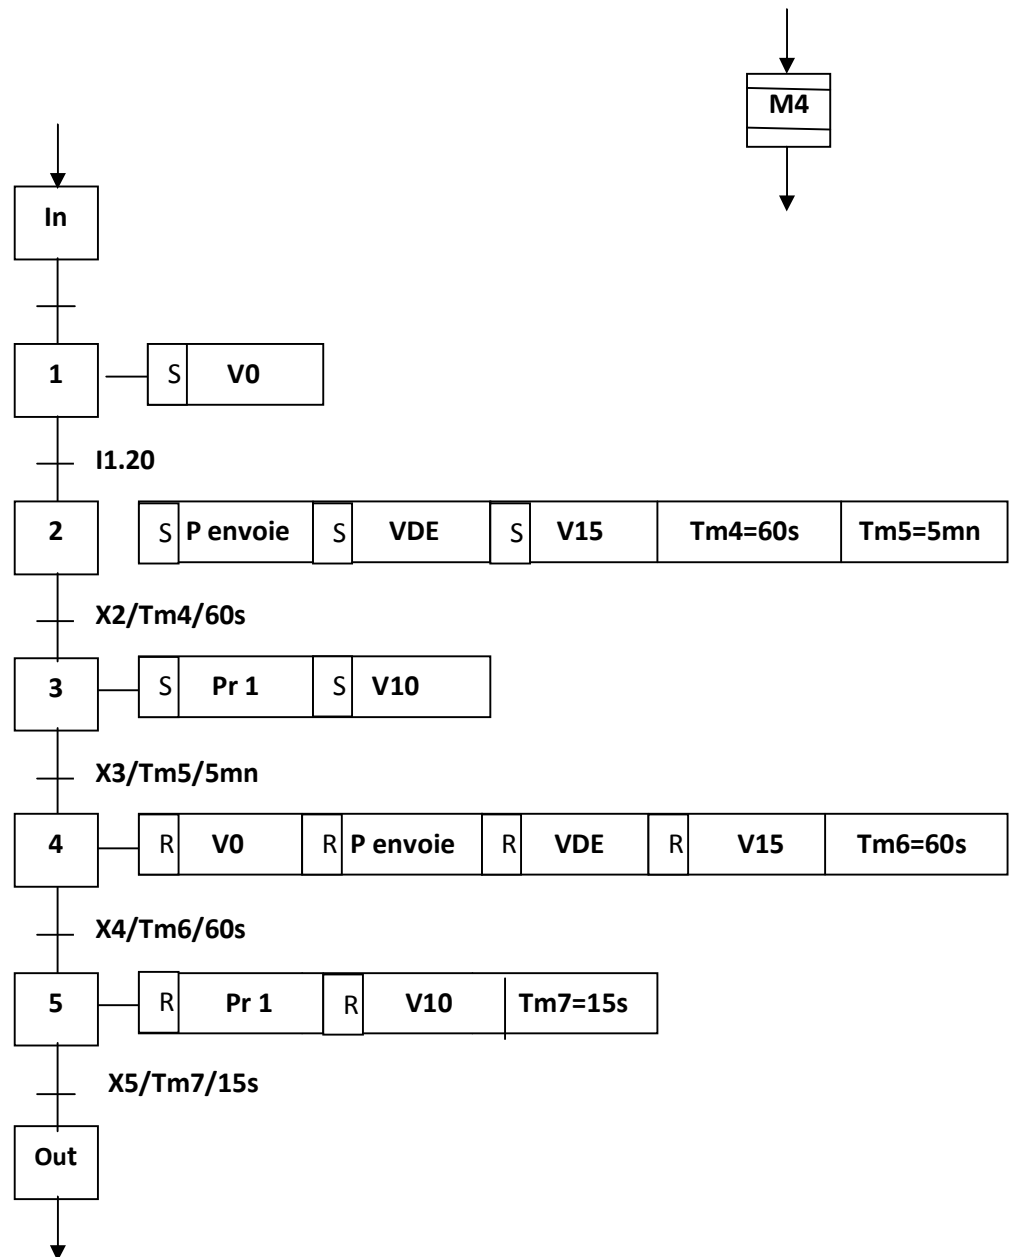 M4
In
1 S V0
I1.20
2 S P envoie S VDE S V15 Tm4=60s Tm5=5mn
X2/Tm4/60s
3 S Pr 1 S V10
X3/Tm5/5mn
4 R V0 R P envoie R VDE R V15 Tm6=60s
X4/Tm6/60s
5 R Pr 1 R V10 Tm7=15s
X5/Tm7/15s
Out